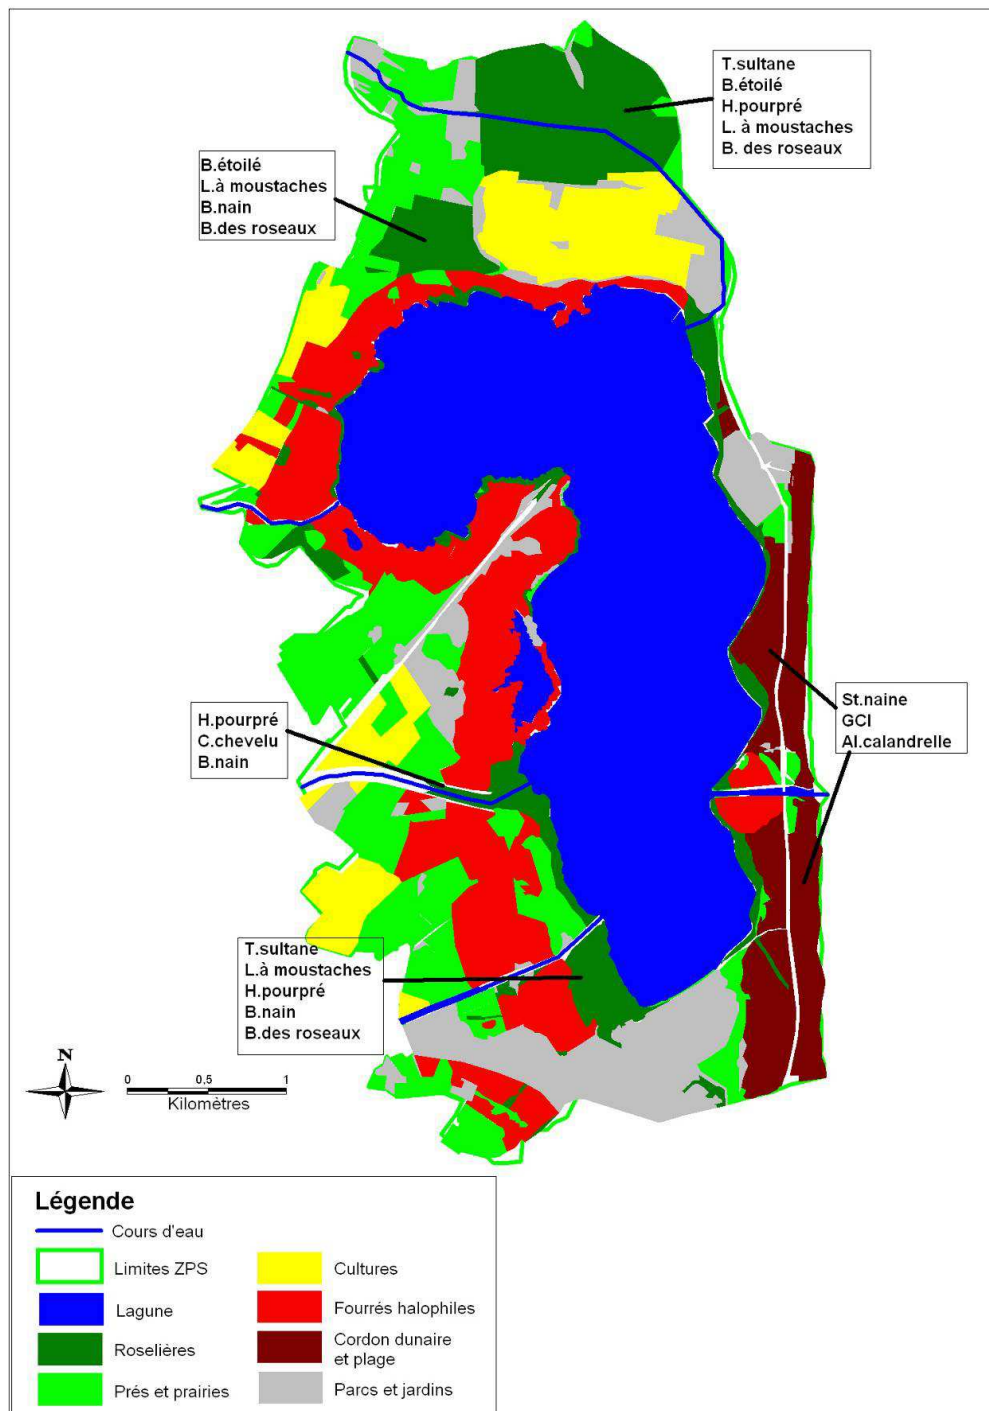 T.sultane
B.étoilé
H.pourpré
L. à moustaches
B. des roseaux
B.étoilé
L.à moustaches
B.nain
B.des roseaux
St.naine
GCI
Al.calandrelle
H.pourpré
C.chevelu
B.nain
T.sultane
L.à moustaches
H.pourpré
B.nain
B.des roseaux
N
0 0,5 1
Kilomètres
Légende
Cours d'eau
Limites ZPS
Cultures
Lagune
Fourrés halophiles
Roselières
Cordon dunaire
et plage
Prés et prairies
Parcs et jardins